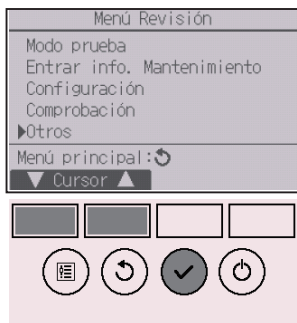 Menú Revisión
Modo prueba
Entrar info. Mantenimiento
Configuración
Comprobación
▶Otros
Menú principal:
▼ Cursor ▲